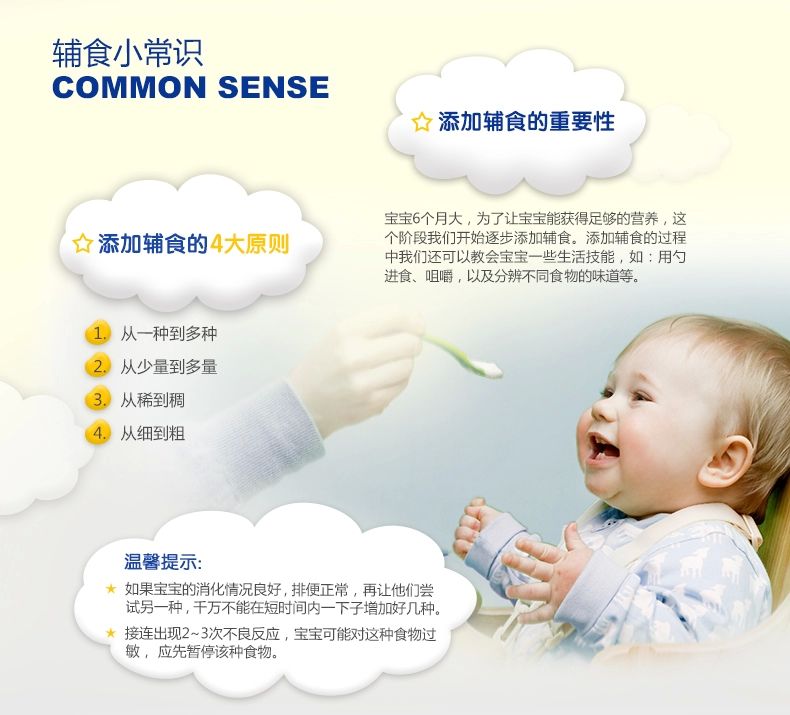 辅食小常识
COMMON SENSE
添加辅食的重要性
宝宝6个月大，为了让宝宝能获得足够的营养，这
个阶段我们开始逐步添加辅食。添加辅食的过程
中我们还可以教会宝宝一些生活技能，如：用勺
进食、咀嚼，以及分辨不同食物的味道等。
添加辅食的4大原则
1. 从一种到多种
2. 从少量到多量
3. 从稀到稠
4. 从细到粗
温馨提示:
如果宝宝的消化情况良好，排便正常，再让他们尝
试另一种，千万不能在短时间内一下子增加好几种。
接连出现2~3次不良反应，宝宝可能对这种食物过
敏，应先暂停该种食物。